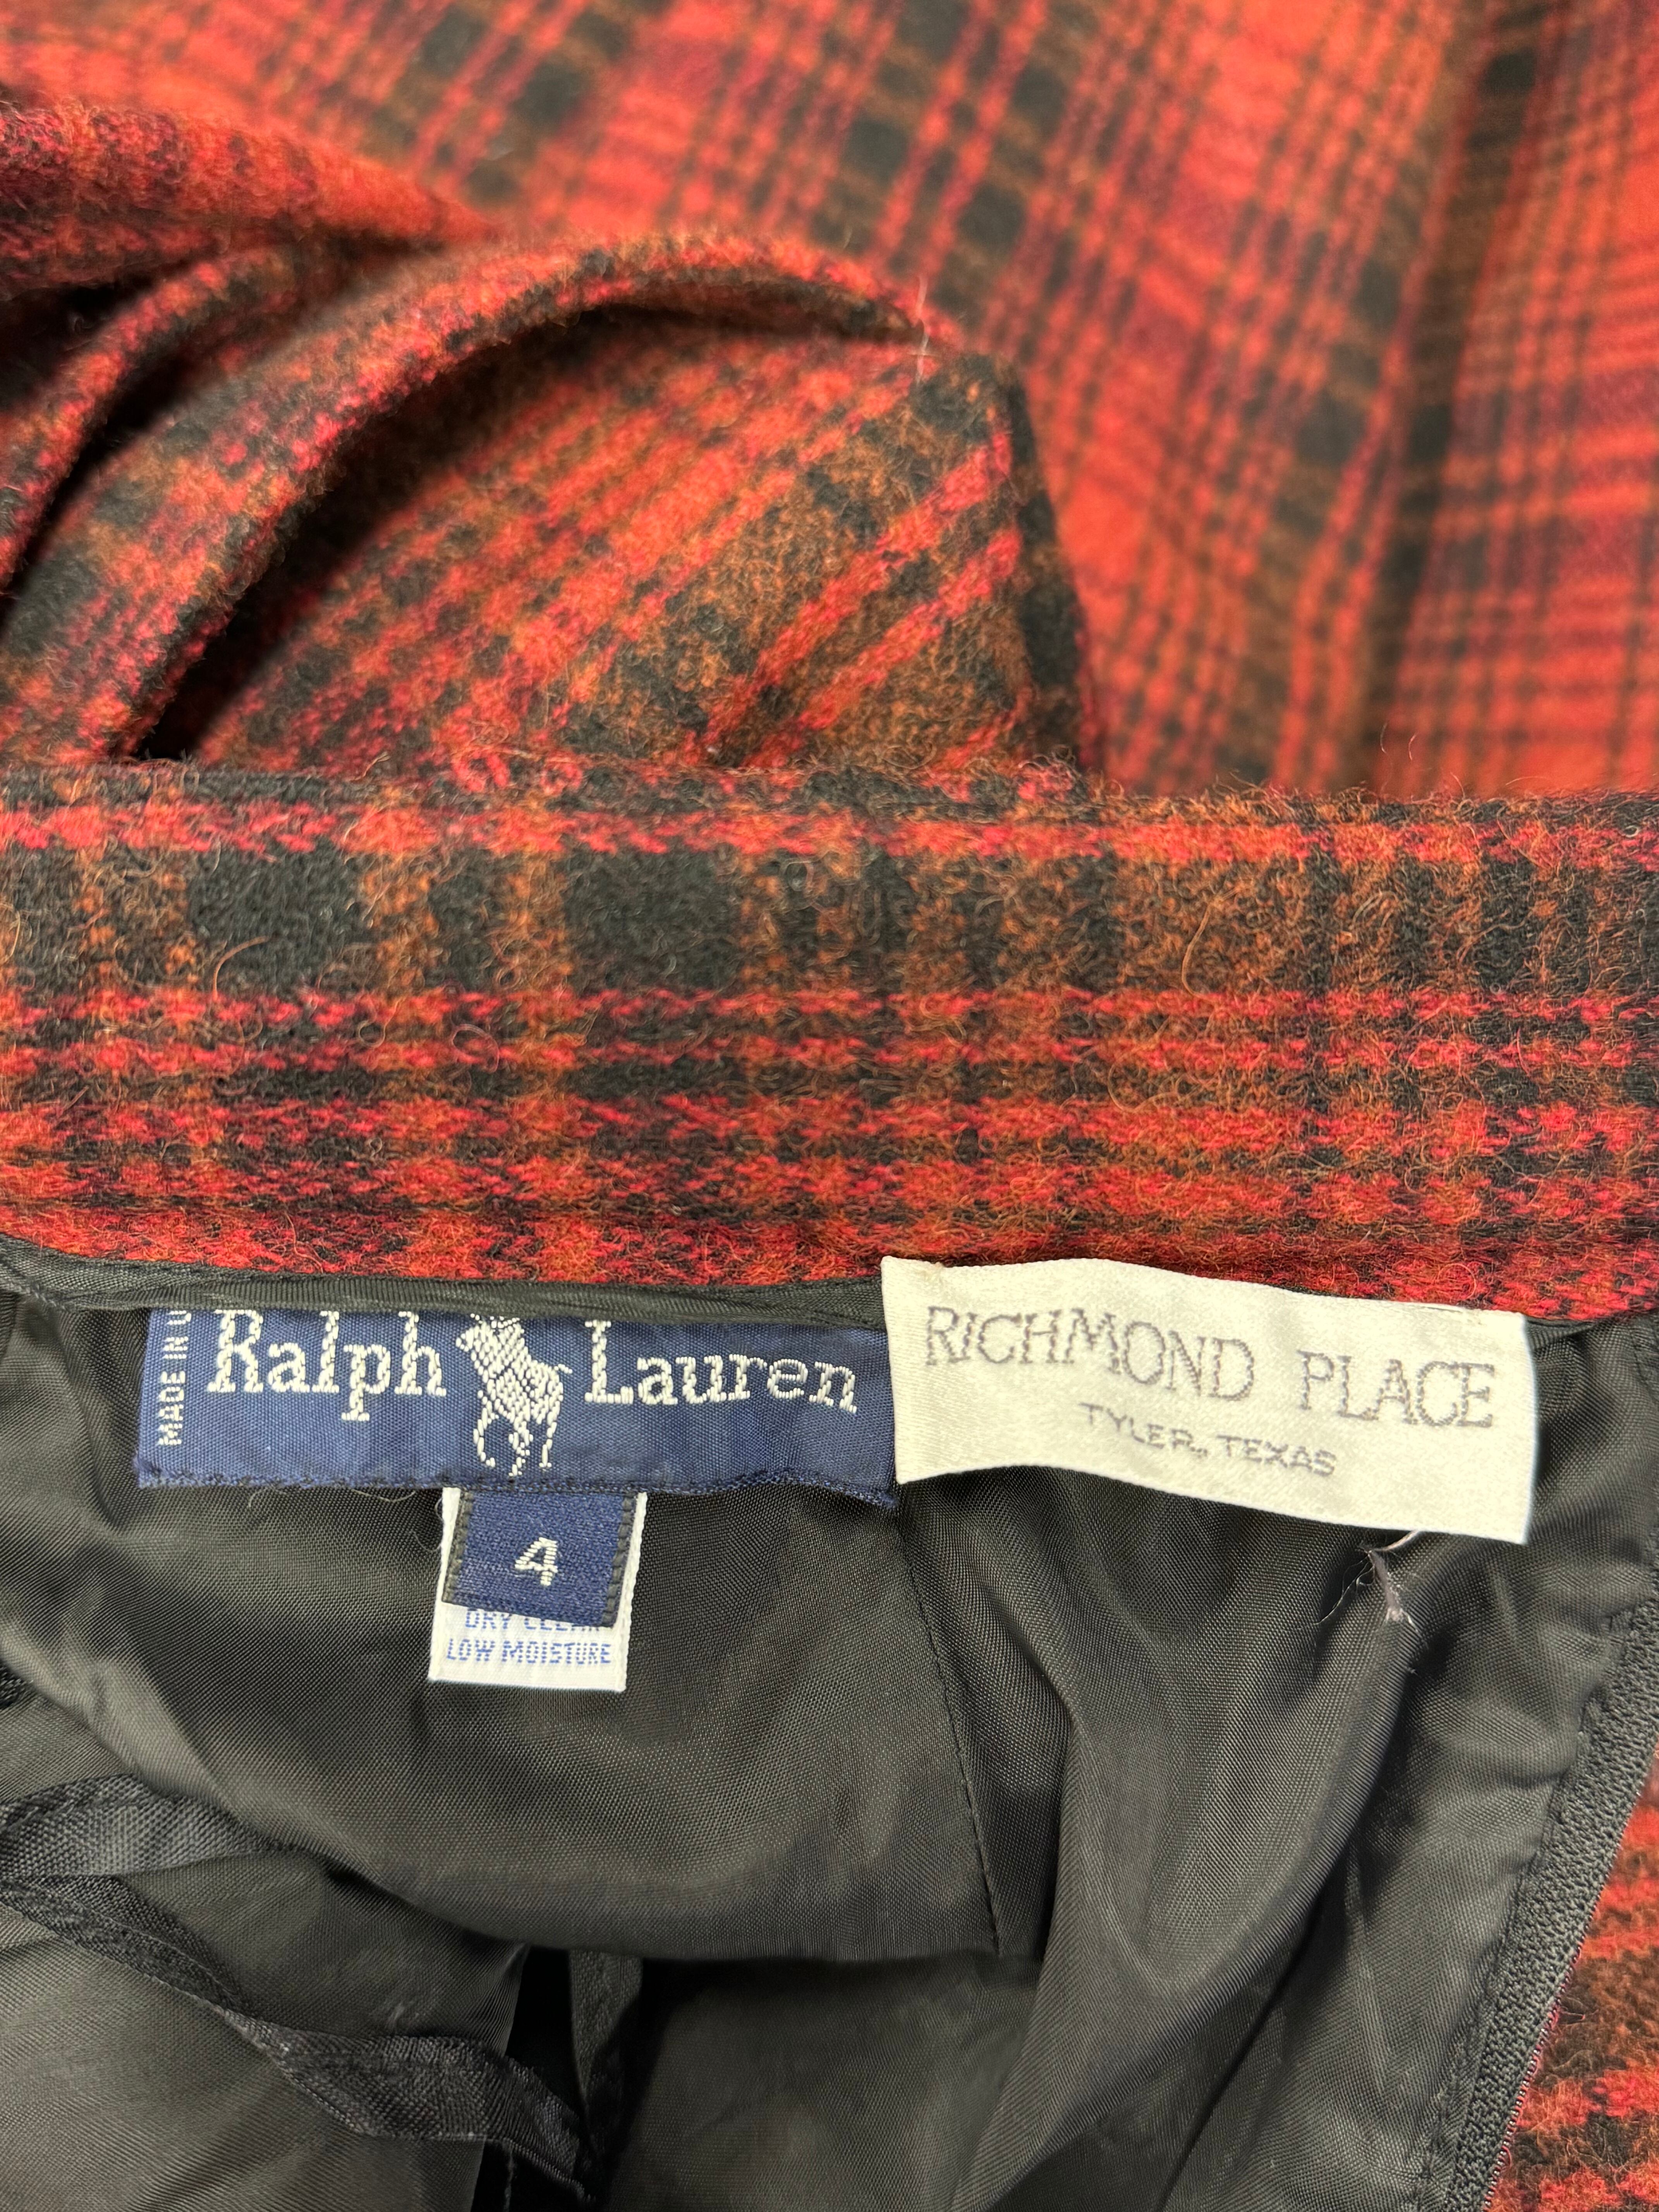 MADE IN U
Ralph Lauren
RICHMOND PLACE
TYLER, TEXAS
4
DRY CLEAN
LOW MOISTURE